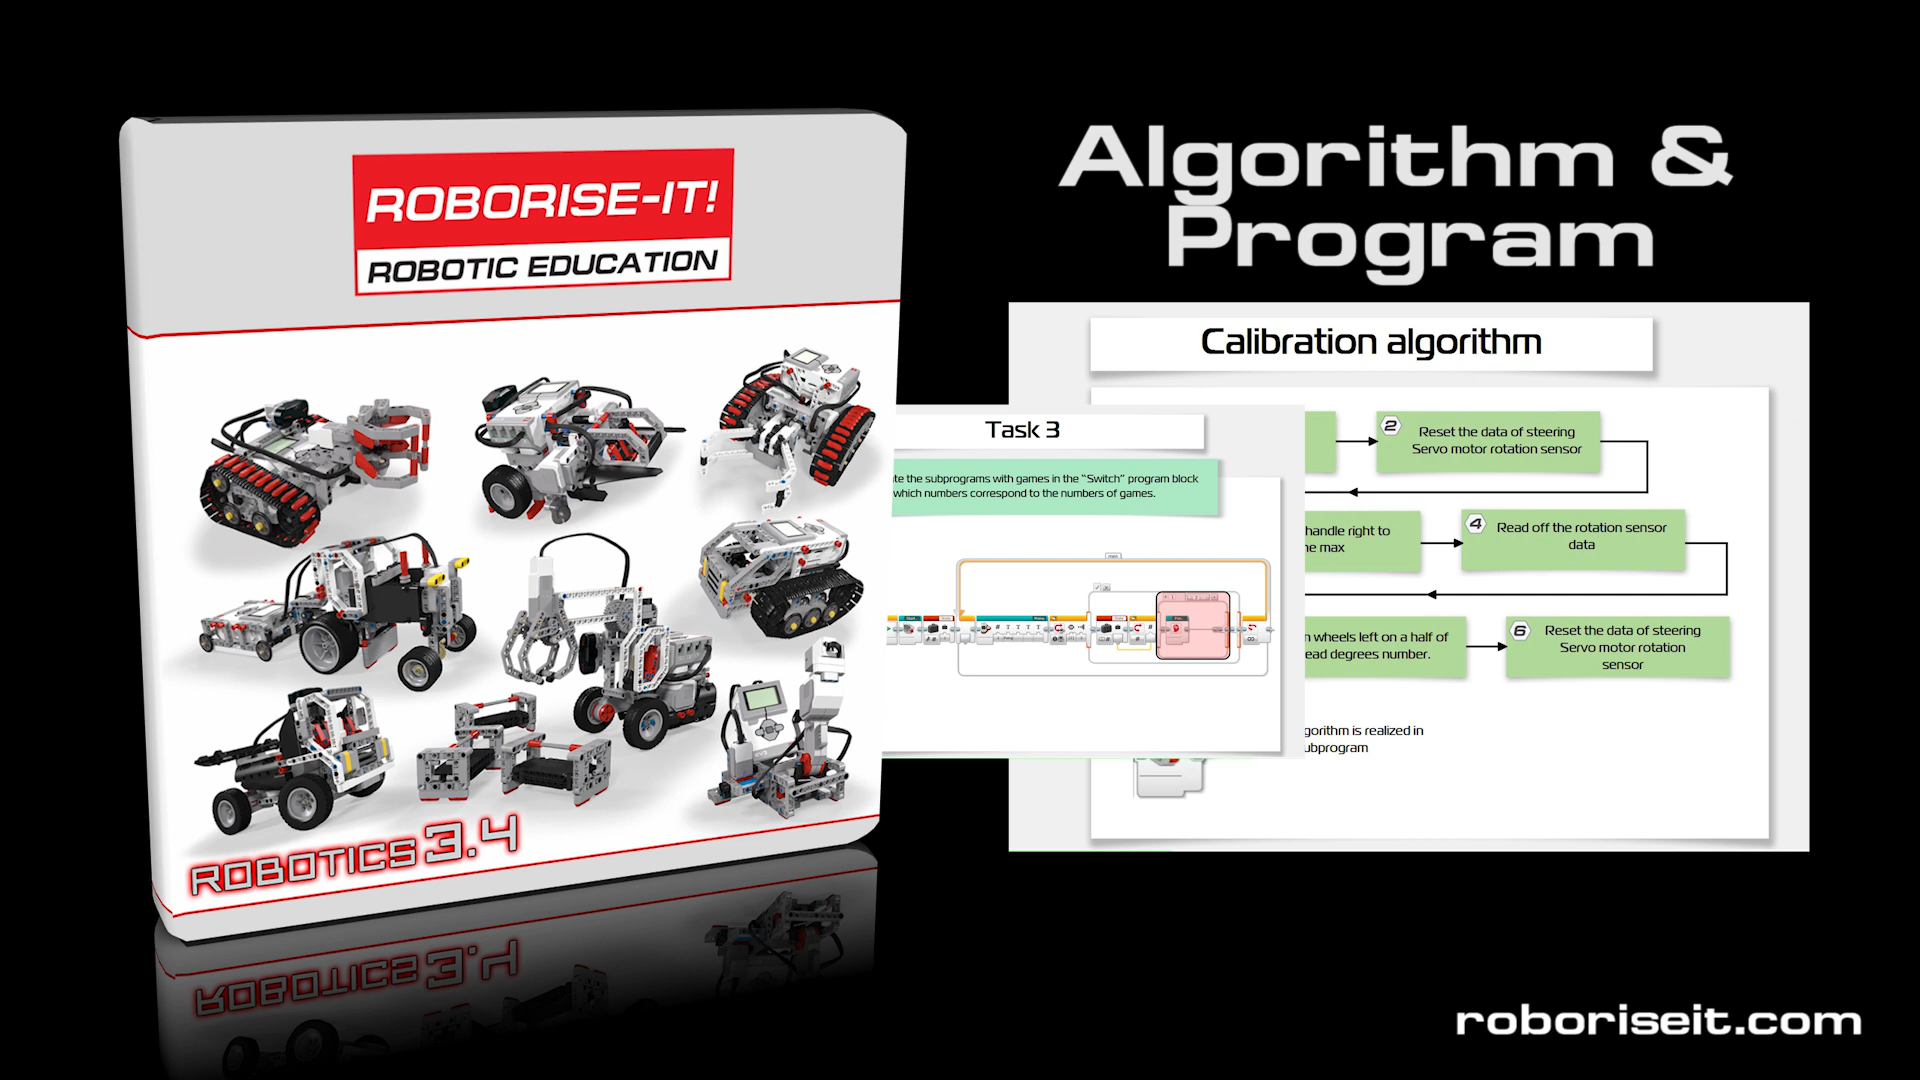 ROBORISE-IT!
ROBOTIC EDUCATION
ROBOTICS 3.4
Algorithm &
Program
Calibration algorithm
2
Reset the data of steering
Servo motor rotation sensor
handle right to
he max
4
Read off the rotation sensor
data
n wheels left on a half of
ead degrees number.
6
Reset the data of steering
Servo motor rotation
sensor
gorithm is realized in
ubprogram
Task 3
te the subprograms with games in the “Switch” program block
which numbers correspond to the numbers of games.
roboriseit.com